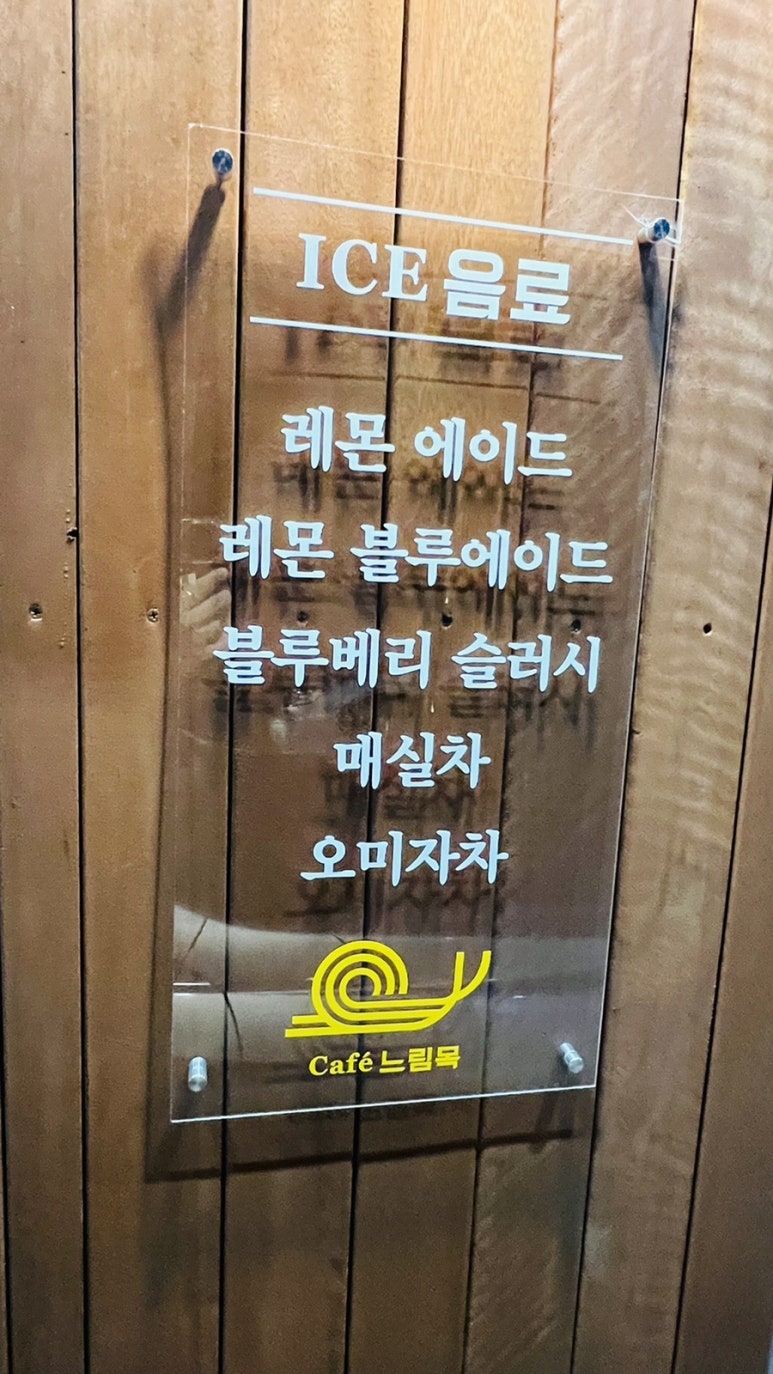 ICE 음료
레몬 에이드
레몬 블루에이드
블루베리 슬러시
매실차
오미자차
Café 느림목